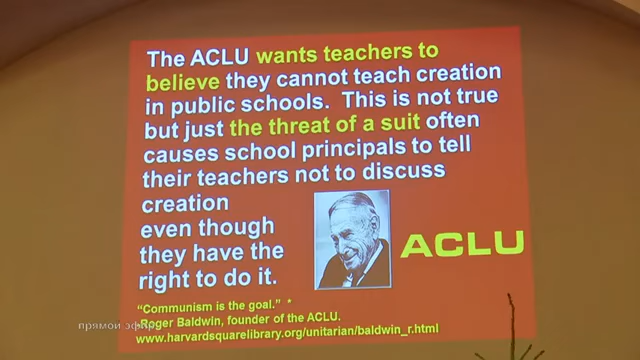 The ACLU wants teachers to
believe they cannot teach creation
in public schools. This is not true
but just the threat of a suit often
causes school principals to tell
their teachers not to discuss
creation
even though
they have the
right to do it.
ACLU
"Communism is the goal." *
Roger Baldwin, founder of the ACLU.
www.harvardsquarelibrary.org/unitarian/baldwin_r.html
прямой эфир